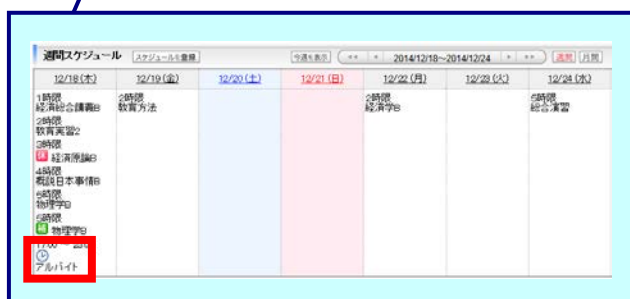 週間スケジュール スケジュールを登録 今週を表示 2014/12/18～2014/12/24 週間 月間
12/18(木) 12/19(金) 12/20(土) 12/21(日) 12/22(月) 12/23(火) 12/24(水)
1時限 2時限 2時限 5時限
経済総合講義B 教育方法 経済学B 総合演習
2時限
教育実習2
3時限
休 経済原論B
4時限
概説日本事情B
5時限
物理学B
5時限
補 物理学B
アルバイト